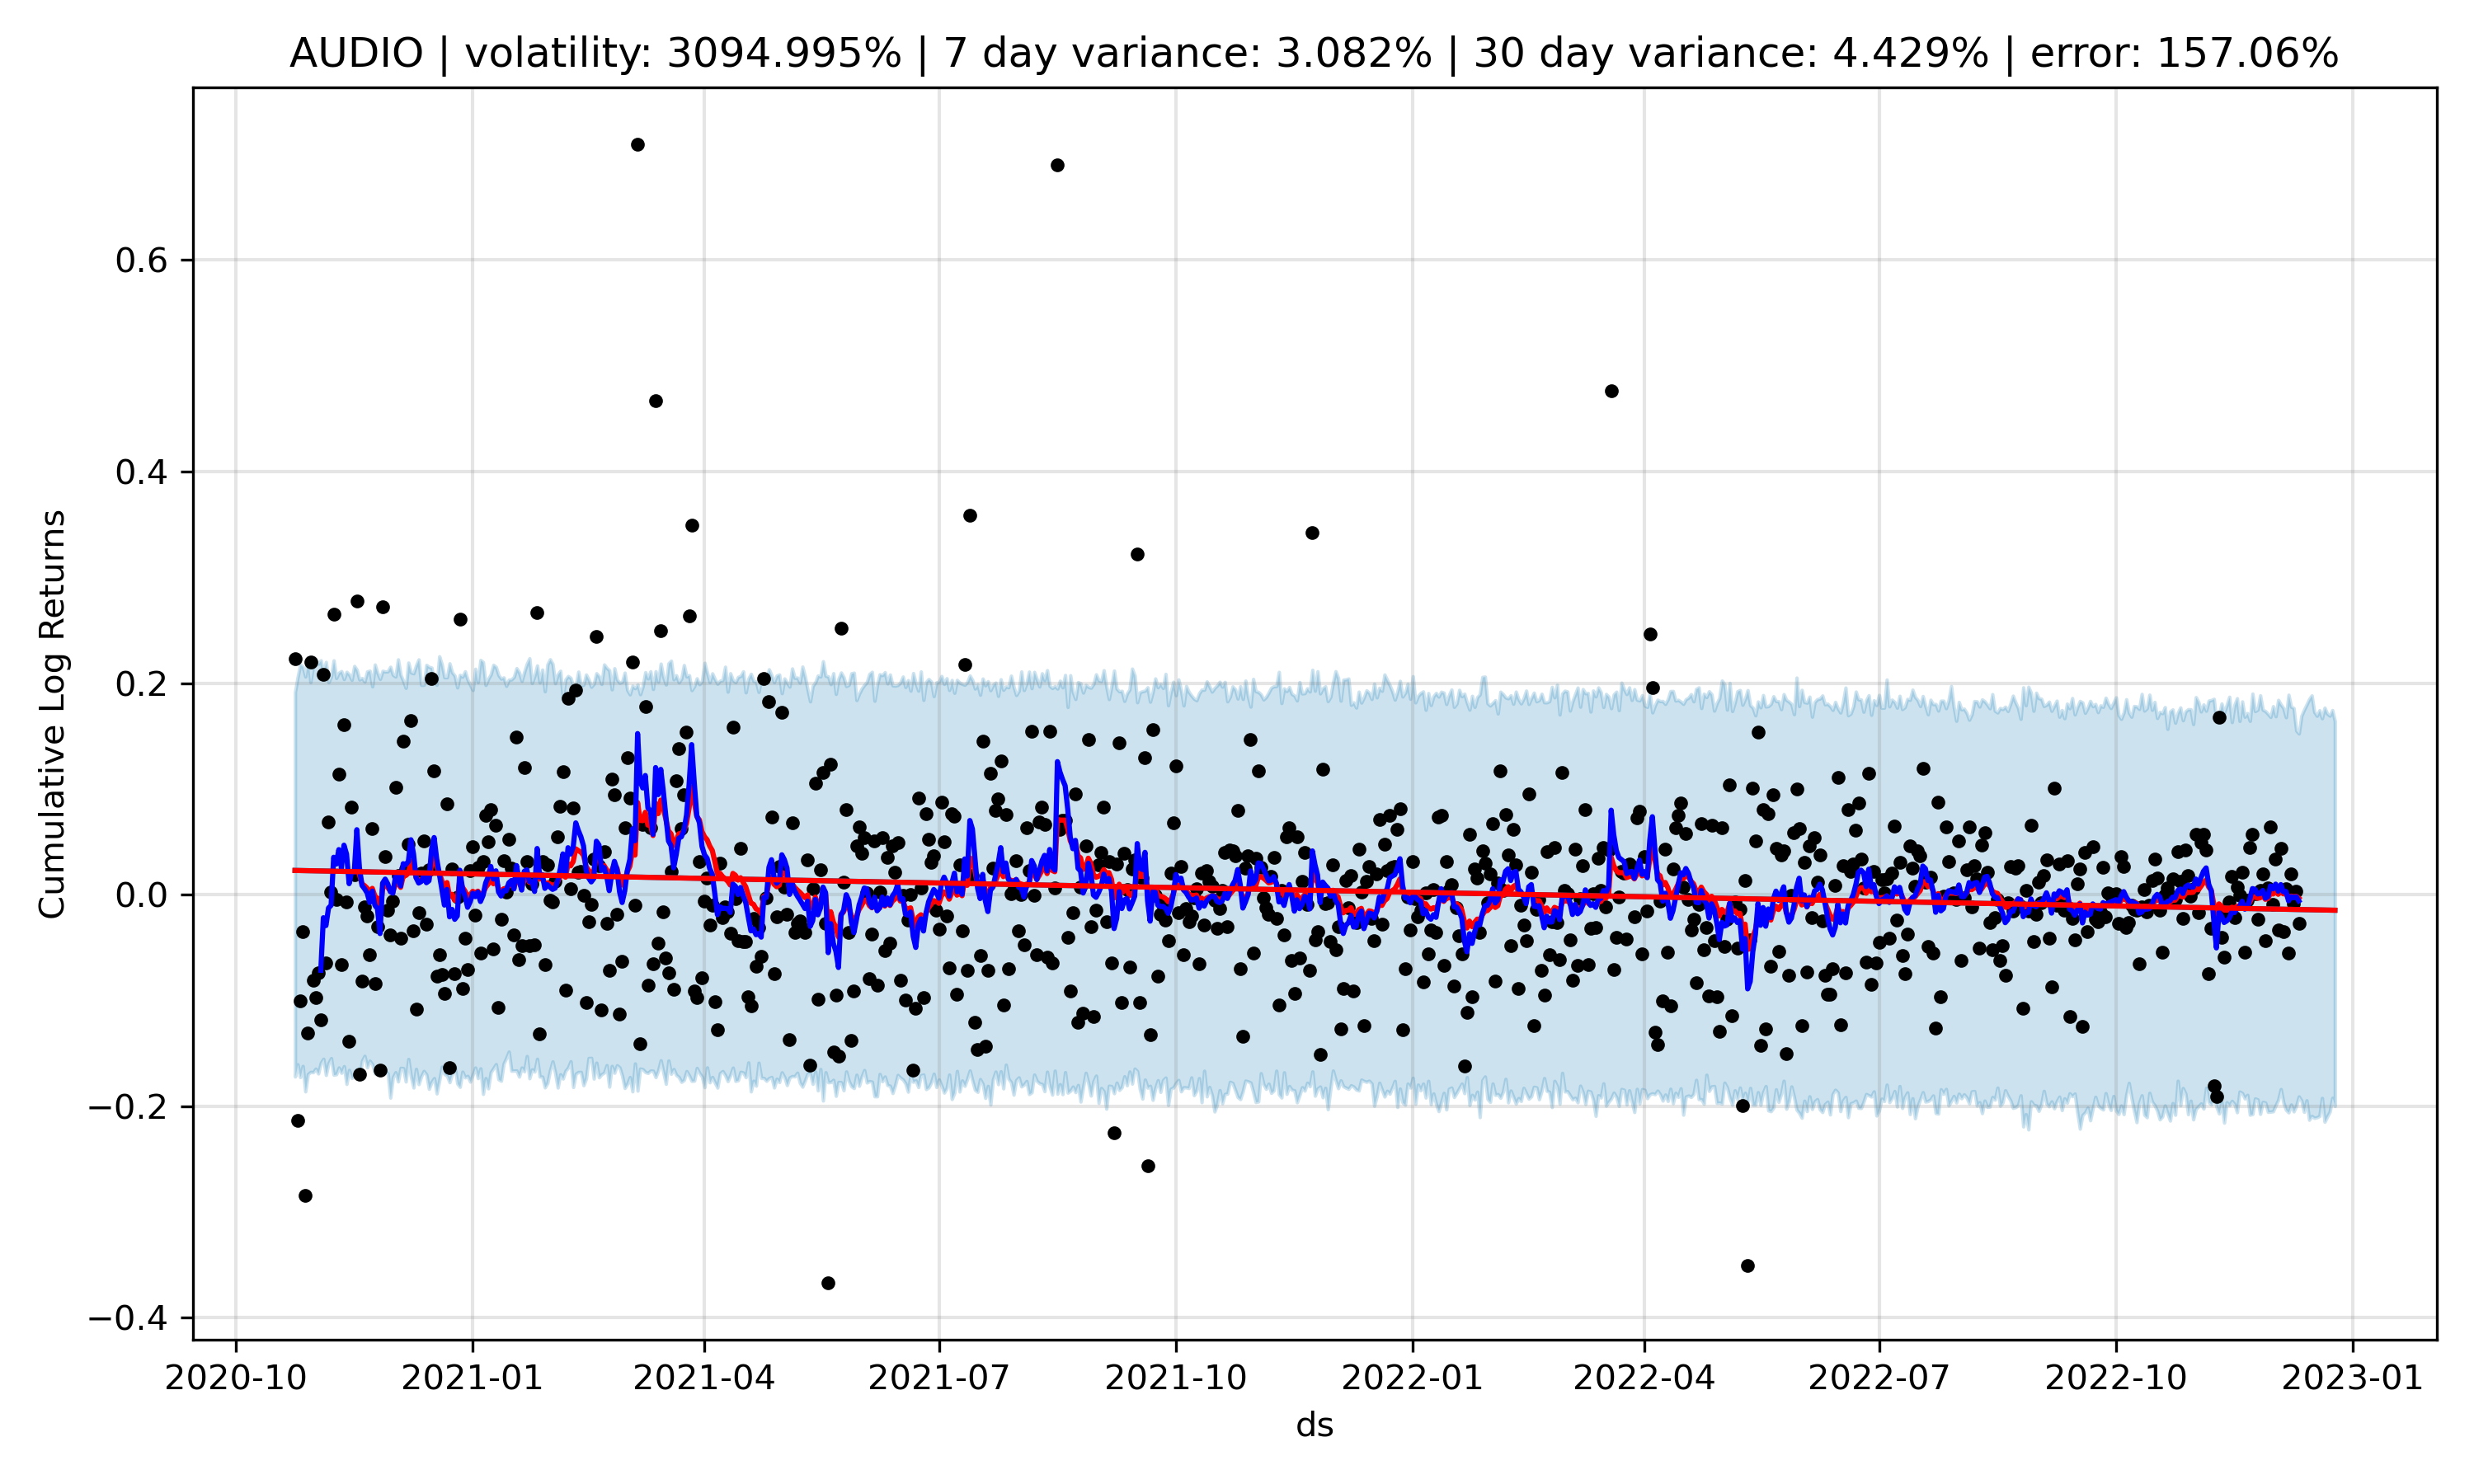 AUDIO | volatility: 3094.995% | 7 day variance: 3.082% | 30 day variance: 4.429% | error: 157.06%
Cumulative Log Returns
0.6
0.4
0.2
0.0
−0.2
−0.4
2020-10 2021-01 2021-04 2021-07 2021-10 2022-01 2022-04 2022-07 2022-10 2023-01
ds